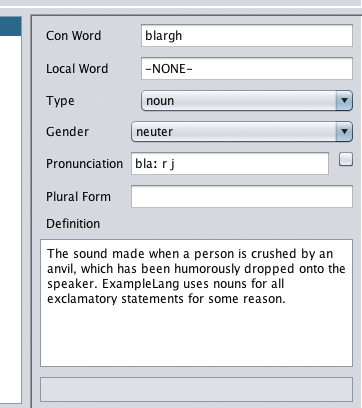 Con Word blargh
Local Word -NONE-
Type noun
Gender neuter
Pronunciation bla: r j
Plural Form
Definition
The sound made when a person is crushed by an
anvil, which has been humorously dropped onto the
speaker. ExampleLang uses nouns for all
exclamatory statements for some reason.